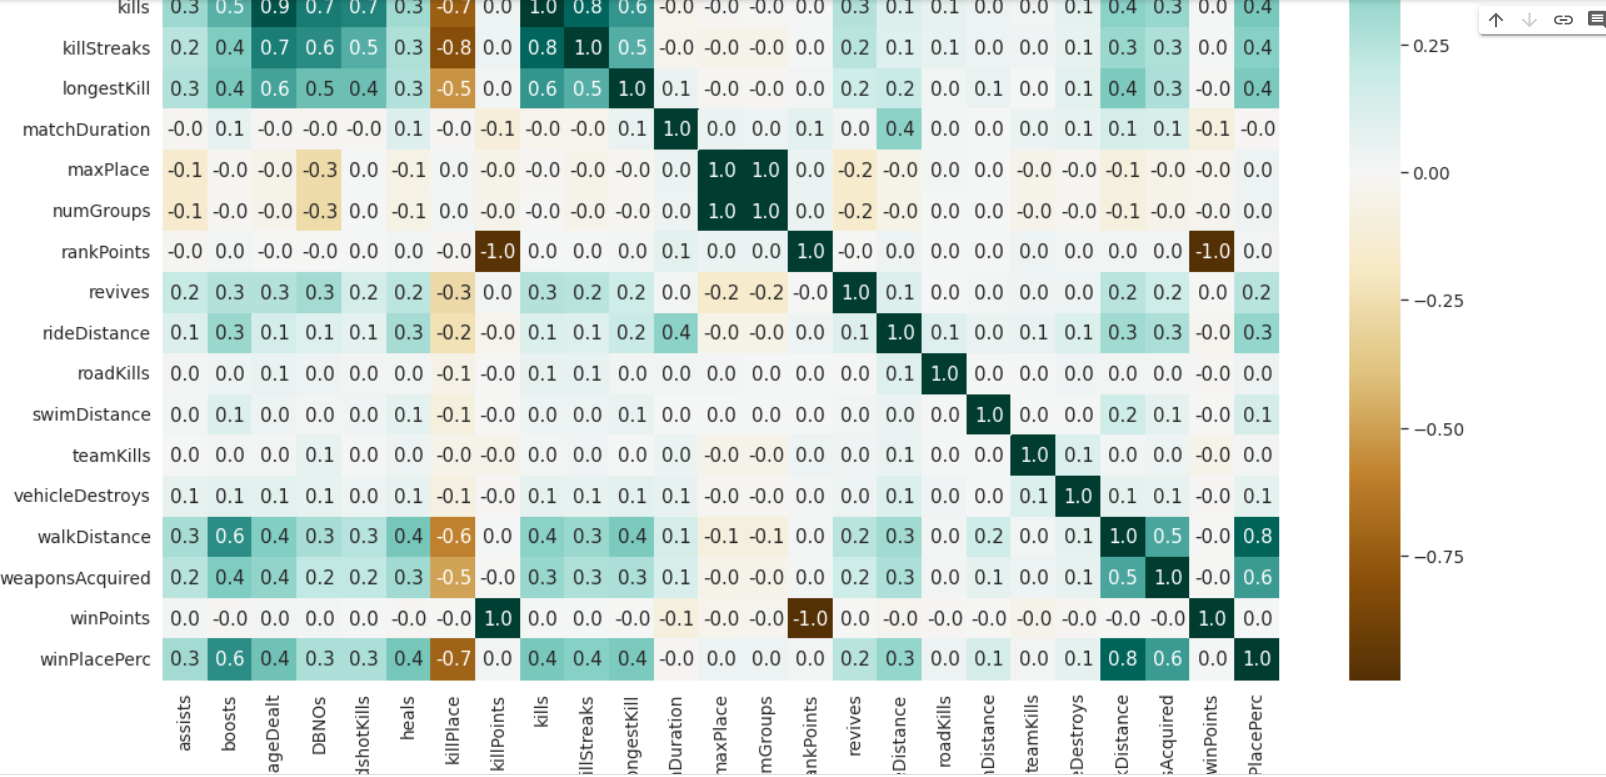 kills 0.3 0.5 0.9 0.7 0.7 0.3 -0.7 0.0 1.0 0.8 0.6 -0.0 -0.0 -0.0 0.0 0.3 0.1 0.1 0.0 0.0 0.1 0.4 0.3 0.0 0.4
killStreaks 0.2 0.4 0.7 0.6 0.5 0.3 -0.8 0.0 0.8 1.0 0.5 -0.0 -0.0 -0.0 0.0 0.2 0.1 0.1 0.0 0.0 0.1 0.3 0.3 0.0 0.4 0.25
longestKill 0.3 0.4 0.6 0.5 0.4 0.3 -0.5 0.0 0.6 0.5 1.0 0.1 -0.0 -0.0 0.0 0.2 0.2 0.0 0.1 0.0 0.1 0.4 0.3 -0.0 0.4
matchDuration -0.0 0.1 -0.0 -0.0 -0.0 0.1 -0.0 -0.1 -0.0 -0.0 0.1 1.0 0.0 0.0 0.1 0.0 0.4 0.0 0.0 0.0 0.1 0.1 0.1 -0.1 -0.0
maxPlace -0.1 -0.0 -0.0 -0.3 0.0 -0.1 0.0 -0.0 -0.0 -0.0 -0.0 0.0 1.0 1.0 0.0 -0.2 -0.0 0.0 0.0 -0.0 -0.0 -0.1 -0.0 -0.0 0.0 0.00
numGroups -0.1 -0.0 -0.0 -0.3 0.0 -0.1 0.0 -0.0 -0.0 -0.0 -0.0 0.0 1.0 1.0 0.0 -0.2 -0.0 0.0 0.0 -0.0 -0.0 -0.1 -0.0 -0.0 0.0
rankPoints -0.0 0.0 -0.0 -0.0 0.0 0.0 -0.0 -1.0 0.0 0.0 0.0 0.1 0.0 0.0 1.0 -0.0 0.0 0.0 0.0 0.0 0.0 0.0 0.0 -1.0 0.0
revives 0.2 0.3 0.3 0.3 0.2 0.2 -0.3 0.0 0.3 0.2 0.2 0.0 -0.2 -0.2 -0.0 1.0 0.1 0.0 0.0 0.0 0.0 0.2 0.2 0.0 0.2 −0.25
rideDistance 0.1 0.3 0.1 0.1 0.1 0.3 -0.2 -0.0 0.1 0.1 0.2 0.4 -0.0 -0.0 0.0 0.1 1.0 0.1 0.0 0.1 0.1 0.3 0.3 -0.0 0.3
roadKills 0.0 0.0 0.1 0.0 0.0 0.0 -0.1 -0.0 0.1 0.1 0.0 0.0 0.0 0.0 0.0 0.0 0.1 1.0 0.0 0.0 0.0 0.0 0.0 -0.0 0.0
swimDistance 0.0 0.1 0.0 0.0 0.0 0.1 -0.1 -0.0 0.0 0.0 0.1 0.0 0.0 0.0 0.0 0.0 0.0 0.0 1.0 0.0 0.0 0.2 0.1 -0.0 0.1 −0.50
teamKills 0.0 0.0 0.0 0.1 0.0 0.0 -0.0 -0.0 0.0 0.0 0.0 0.0 -0.0 -0.0 0.0 0.0 0.1 0.0 0.0 1.0 0.1 0.0 0.0 -0.0 0.0
vehicleDestroys 0.1 0.1 0.1 0.1 0.0 0.1 -0.1 -0.0 0.1 0.1 0.1 0.1 -0.0 -0.0 0.0 0.0 0.1 0.0 0.0 0.1 1.0 0.1 0.1 -0.0 0.1
walkDistance 0.3 0.6 0.4 0.3 0.3 0.4 -0.6 0.0 0.4 0.3 0.4 0.1 -0.1 -0.1 0.0 0.2 0.3 0.0 0.2 0.0 0.1 1.0 0.5 -0.0 0.8 −0.75
weaponsAcquired 0.2 0.4 0.4 0.2 0.2 0.3 -0.5 -0.0 0.3 0.3 0.3 0.1 -0.0 -0.0 0.0 0.2 0.3 0.0 0.1 0.0 0.1 0.5 1.0 -0.0 0.6
winPoints 0.0 -0.0 0.0 0.0 0.0 -0.0 -0.0 1.0 0.0 0.0 -0.0 -0.1 -0.0 -0.0 -1.0 0.0 -0.0 -0.0 -0.0 -0.0 -0.0 -0.0 -0.0 1.0 0.0
winPlacePerc 0.3 0.6 0.4 0.3 0.3 0.4 -0.7 0.0 0.4 0.4 0.4 -0.0 0.0 0.0 0.0 0.2 0.3 0.0 0.1 0.0 0.1 0.8 0.6 0.0 1.0
assists boosts ageDealt DBNOs dshotKills heals killPlace killPoints kills illStreaks ongestKill nDuration maxPlace mGroups ankPoints revives eDistance roadKills nDistance teamKills eDestroys kDistance sAcquired winPoints PlacePerc